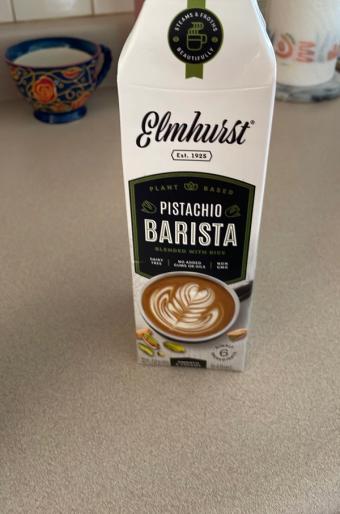 STEAMS & FROTHS
BEAUTIFULLY
Elmhurst®
Est. 1925
PLANT BASED
PISTACHIO
BARISTA
BLENDED WITH RICE
DAIRY FREE
NO ADDED GUMS OR OILS
NON GMO
6